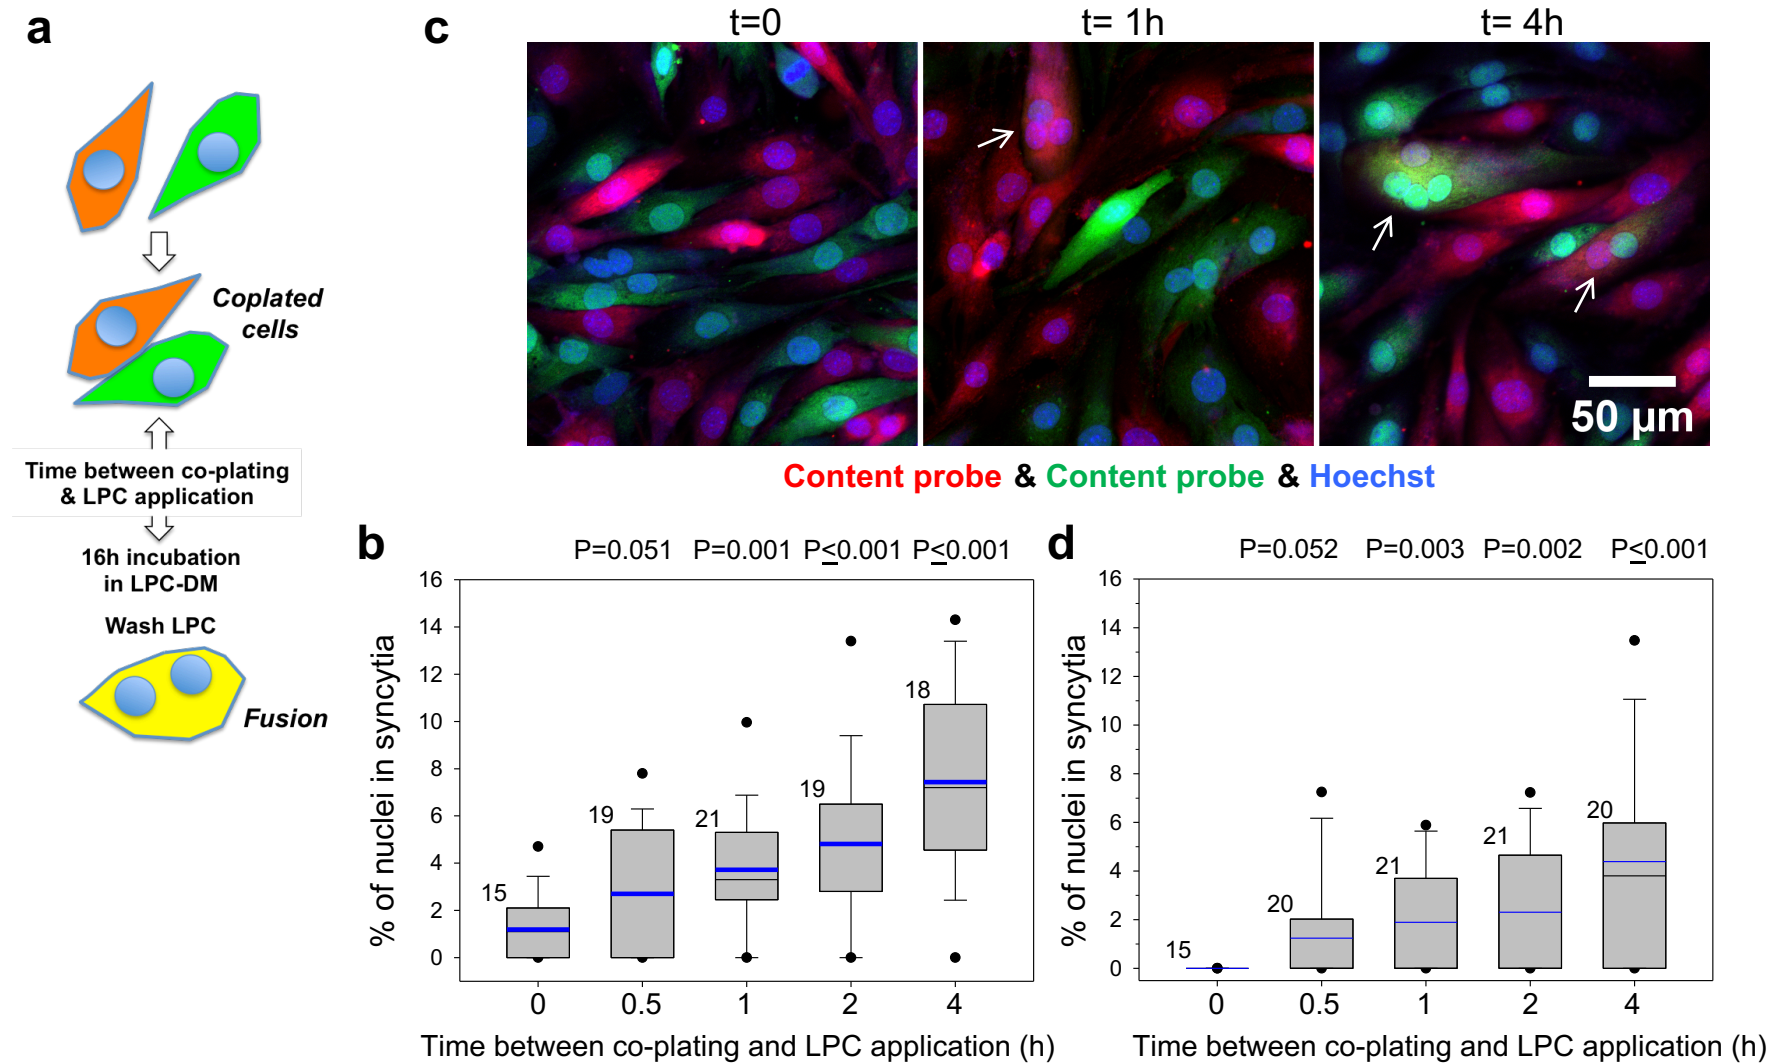 a
Coplated
cells
Time between co-plating
& LPC application
16h incubation
in LPC-DM
Wash LPC
Fusion
c
t=0
t= 1h
t= 4h
50 µm
Content probe & Content probe & Hoechst
b
P=0.051 P=0.001 P≤0.001 P≤0.001
16
14
12
10
8
6
4
2
0
% of nuclei in syncytia
15
19
21
19
18
0 0.5 1 2 4
Time between co-plating and LPC application (h)
d
P=0.052 P=0.003 P=0.002 P≤0.001
16
14
12
10
8
6
4
2
0
% of nuclei in syncytia
15
20
21
21
20
0 0.5 1 2 4
Time between co-plating and LPC application (h)